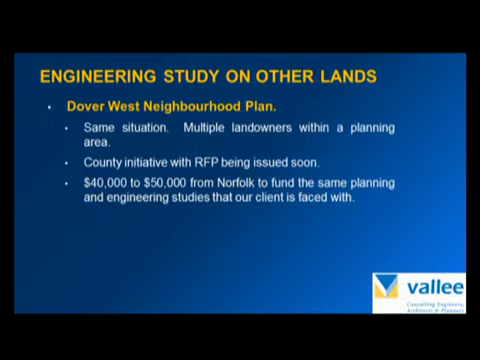 ENGINEERING STUDY ON OTHER LANDS
• Dover West Neighbourhood Plan.
• Same situation. Multiple landowners within a planning
area.
• County initiative with RFP being issued soon.
• $40,000 to $50,000 from Norfolk to fund the same planning
and engineering studies that our client is faced with.
vallee
Consulting Engineers,
Architects & Planners